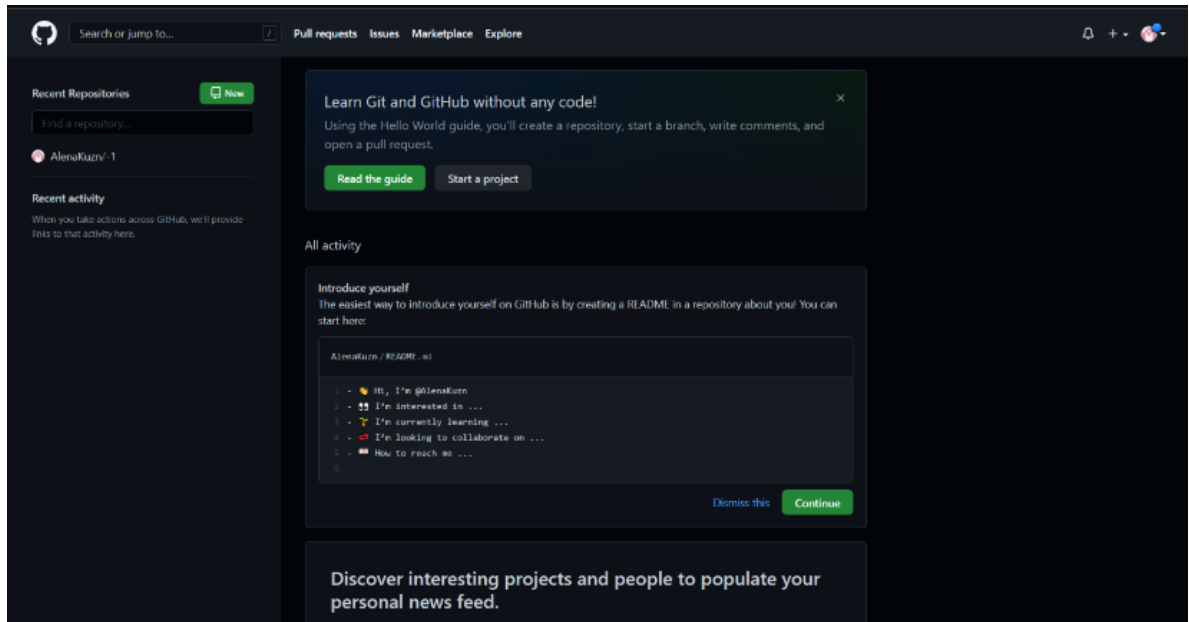 Search or jump to...
/
Pull requests Issues Marketplace Explore
Recent Repositories
New
Find a repository...
AlenaKuzn/-1
Recent activity
When you take actions across GitHub, we'll provide
links to that activity here.
Learn Git and GitHub without any code!
Using the Hello World guide, you'll create a repository, start a branch, write comments, and
open a pull request.
Read the guide
Start a project
All activity
Introduce yourself
The easiest way to introduce yourself on GitHub is by creating a README in a repository about you! You can
start here:
AlenaKuzn/README.md
1 - 👋 Hi, I'm @AlenaKuzn
2 - 👀 I'm interested in ...
3 - 🌱 I'm currently learning ...
4 - 💞️ I'm looking to collaborate on ...
5 - 📫 How to reach me ...
6
Dismiss this
Continue
Discover interesting projects and people to populate your
personal news feed.